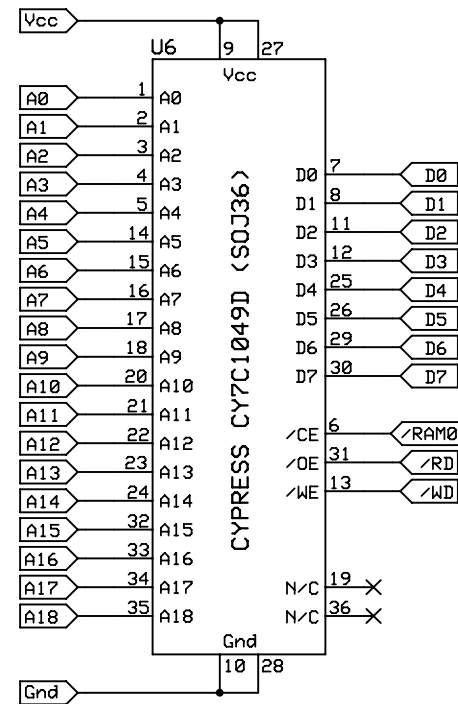 Vcc
U6 9 27
Vcc
A0 1 A0
A1 2 A1
A2 3 A2
A3 4 A3 D0 7 D0
A4 5 A4 D1 8 D1
A5 14 A5 D2 11 D2
A6 15 A6 D3 12 D3
A7 16 A7 D4 25 D4
A8 17 A8 D5 26 D5
A9 18 A9 D6 29 D6
A10 20 A10 D7 30 D7
A11 21 A11
A12 22 A12 /CE 6 /RAM0
A13 23 A13 /OE 31 /RD
A14 24 A14 /WE 13 /WD
A15 32 A15
A16 33 A16
A17 34 A17 N/C 19
A18 35 A18 N/C 36
CYPRESS CY7C1049D (SOJ36)
Gnd
10 28
Gnd